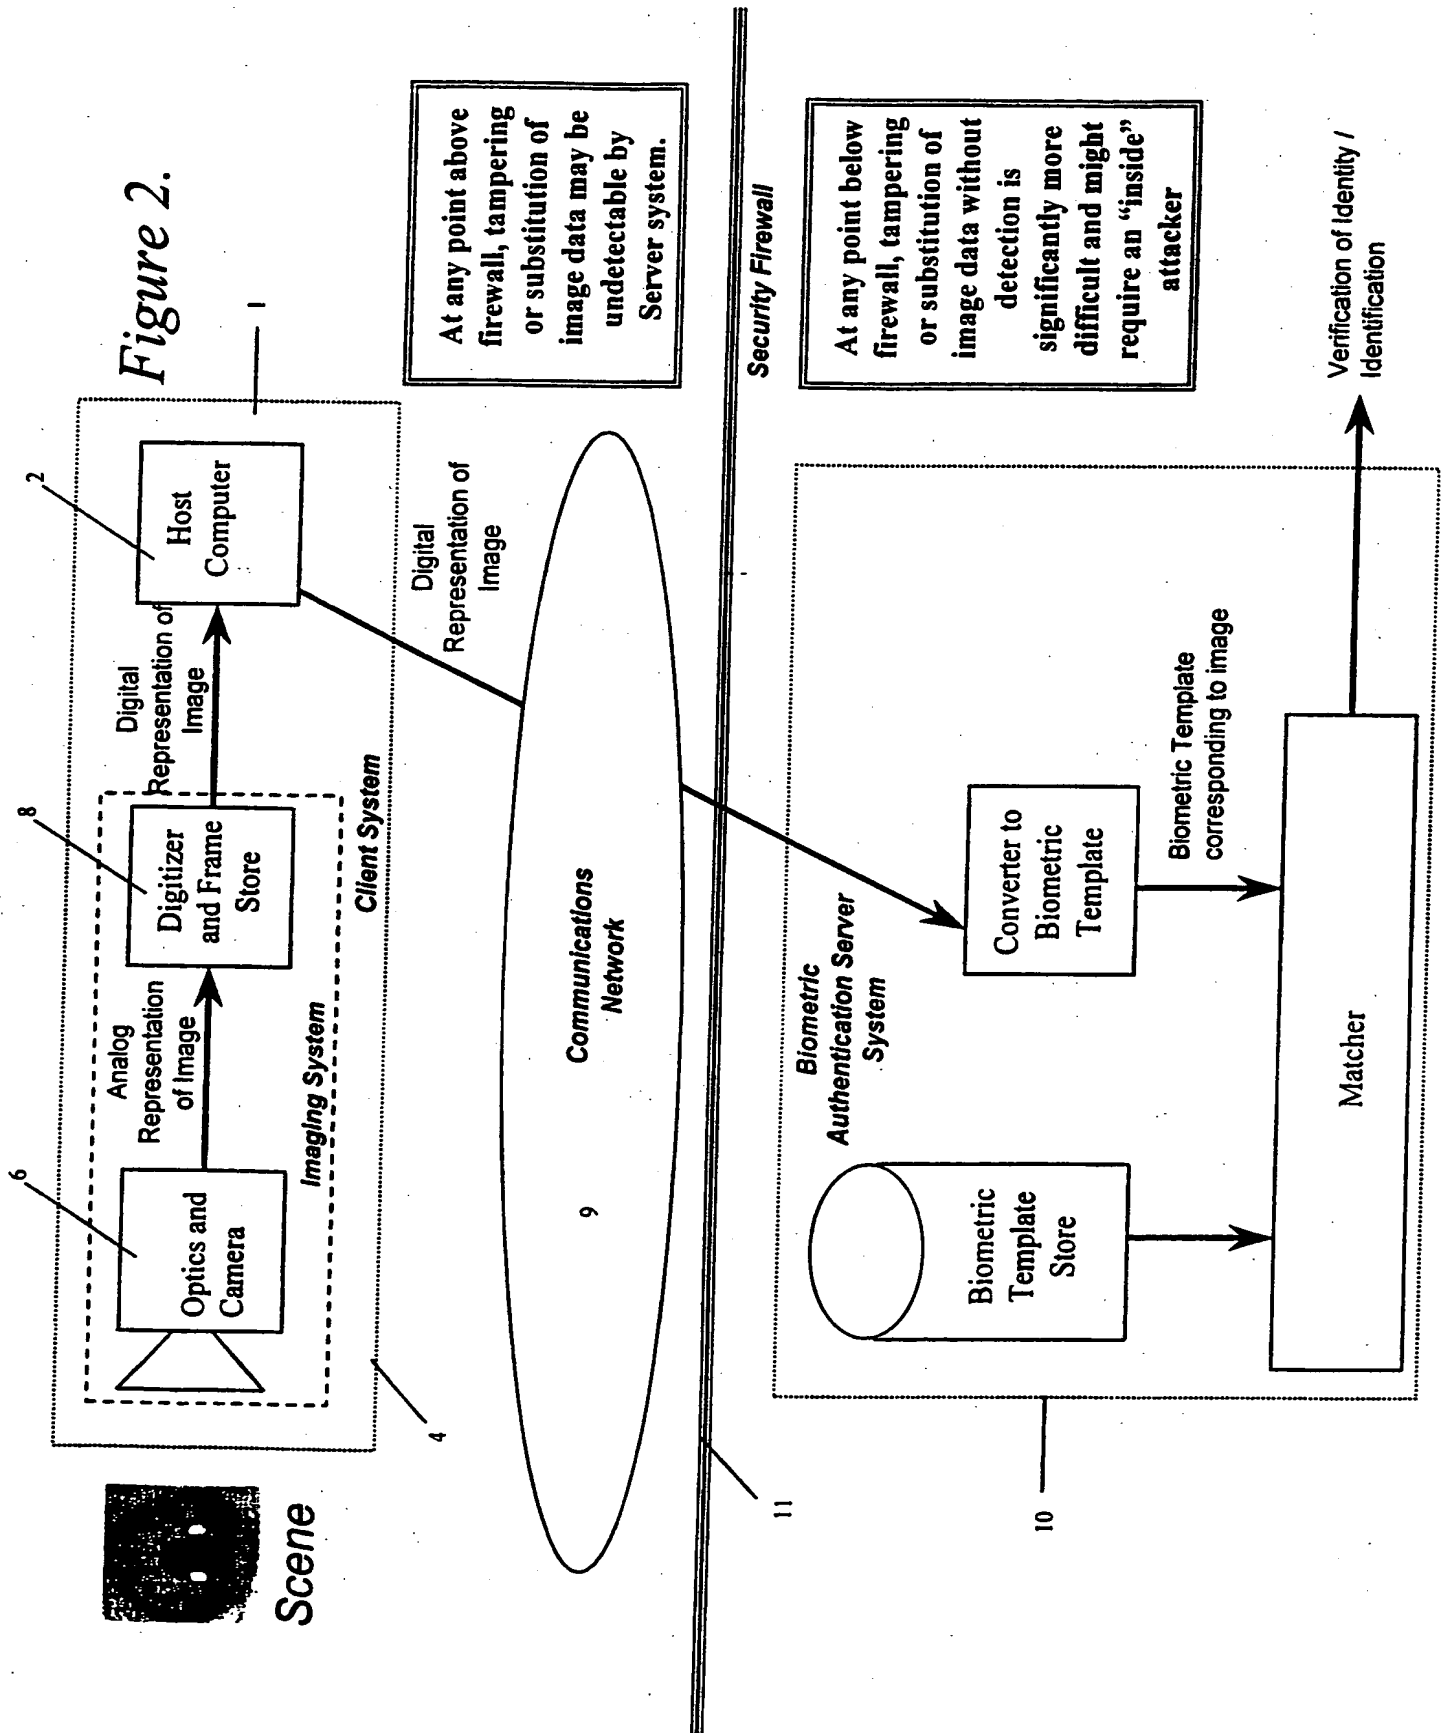 Figure 2.
1
2
8
6
4
Scene
Optics and
Camera
Analog
Representation
of Image
Digitizer
and Frame
Store
Digital
Representation of
Image
Host
Computer
Imaging System
Client System
Digital
Representation of
Image
At any point above
firewall, tampering
or substitution of
image data may be
undetectable by
Server system.
Communications
Network
9
Security Firewall
11
At any point below
firewall, tampering
or substitution of
image data without
detection is
significantly more
difficult and might
require an “inside”
attacker
Biometric
Authentication Server
System
10
Biometric
Template
Store
Converter to
Biometric
Template
Biometric Template
corresponding to image
Matcher
Verification of Identity /
Identification